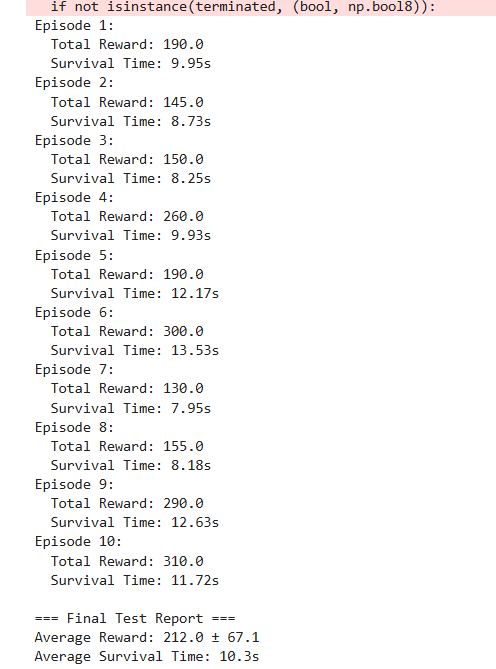 if not isinstance(terminated, (bool, np.bool8)):
Episode 1:
Total Reward: 190.0
Survival Time: 9.95s
Episode 2:
Total Reward: 145.0
Survival Time: 8.73s
Episode 3:
Total Reward: 150.0
Survival Time: 8.25s
Episode 4:
Total Reward: 260.0
Survival Time: 9.93s
Episode 5:
Total Reward: 190.0
Survival Time: 12.17s
Episode 6:
Total Reward: 300.0
Survival Time: 13.53s
Episode 7:
Total Reward: 130.0
Survival Time: 7.95s
Episode 8:
Total Reward: 155.0
Survival Time: 8.18s
Episode 9:
Total Reward: 290.0
Survival Time: 12.63s
Episode 10:
Total Reward: 310.0
Survival Time: 11.72s
=== Final Test Report ===
Average Reward: 212.0 ± 67.1
Average Survival Time: 10.3s